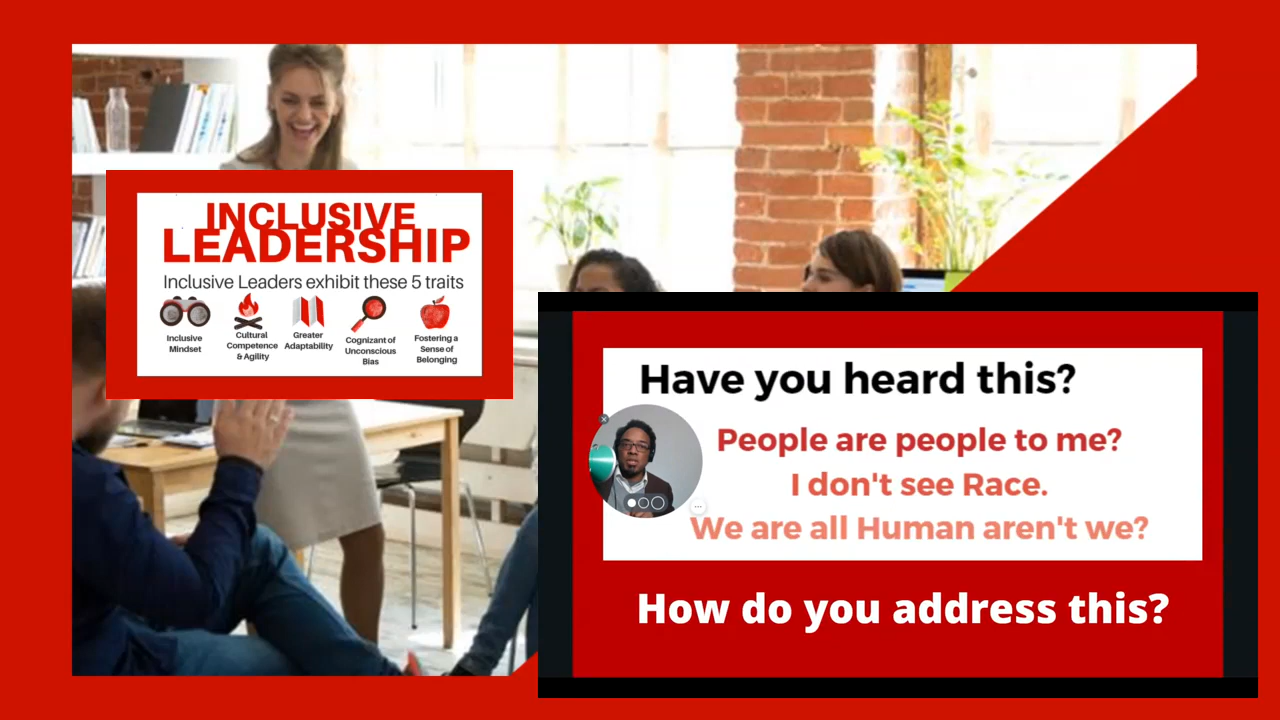 INCLUSIVE
LEADERSHIP
Inclusive Leaders exhibit these 5 traits
Inclusive
Mindset
Cultural
Competence
& Agility
Greater
Adaptability
Cognizant of
Unconscious
Bias
Fostering a
Sense of
Belonging
Have you heard this?
People are people to me?
I don't see Race.
We are all Human aren't we?
How do you address this?